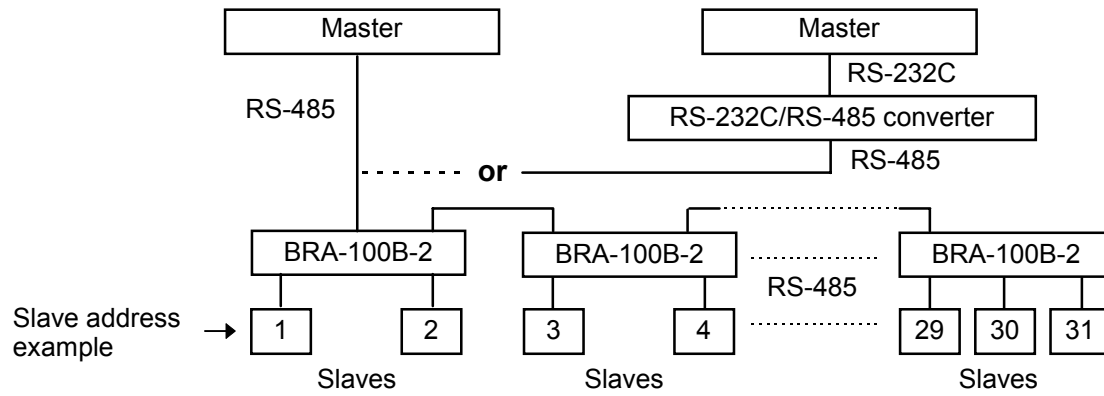 Master
Master
RS-232C
RS-485
RS-232C/RS-485 converter
RS-485
or
BRA-100B-2
BRA-100B-2
BRA-100B-2
RS-485
Slave address
example
1
2
3
4
29
30
31
Slaves
Slaves
Slaves